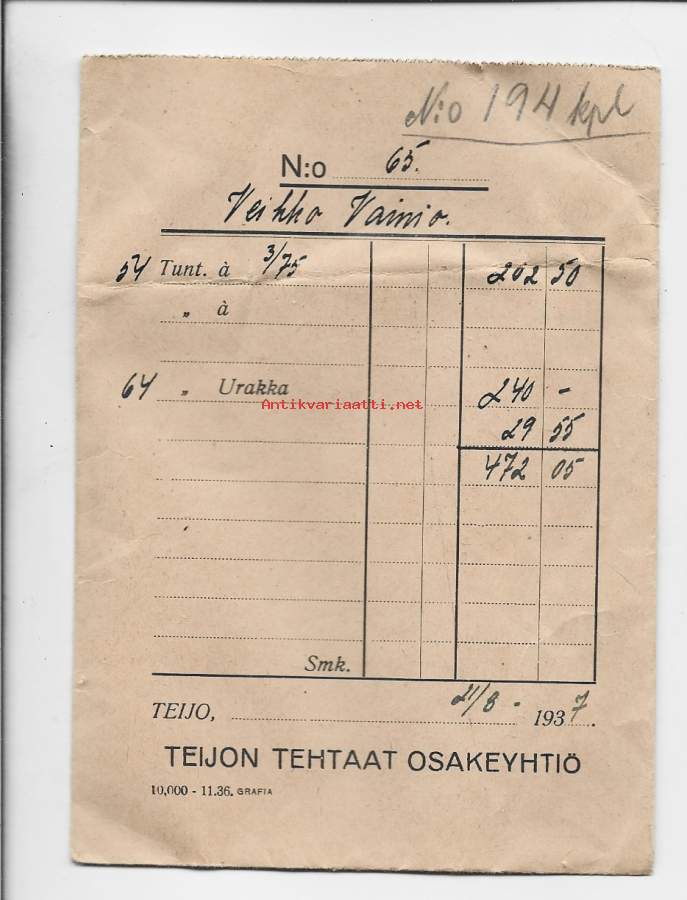 N:o 194 kpl
N:o 65.
Veikko Vainio.
54 Tunt. à 3/75 202 50
„ à
64 „ Urakka 240 -
Antikvariaatti.net
29 55
472 05
Smk.
TEIJO, 21/8 - 1937.
TEIJON TEHTAAT OSAKEYHTIÖ
10,000 - 11.36. GRAFIA